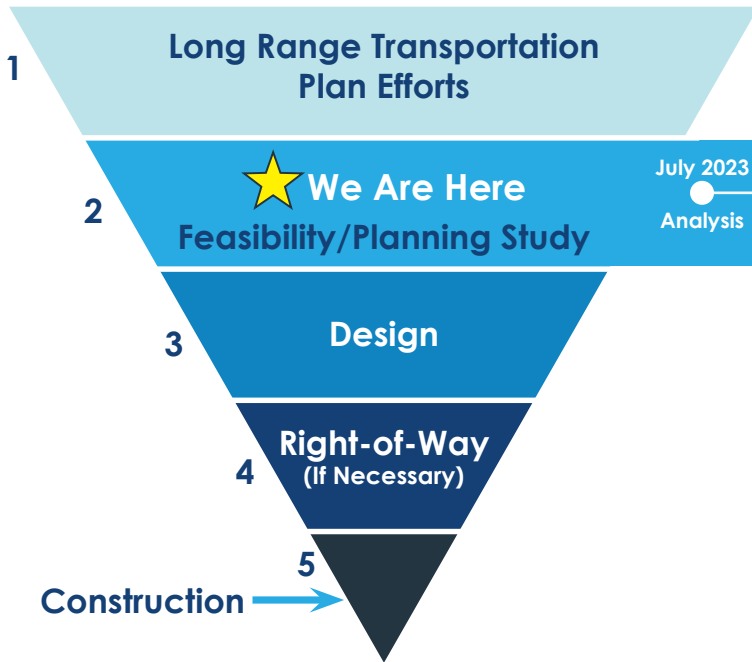 1
Long Range Transportation
Plan Efforts
2
We Are Here
Feasibility/Planning Study
July 2023
Analysis
3
Design
4
Right-of-Way
(If Necessary)
5
Construction